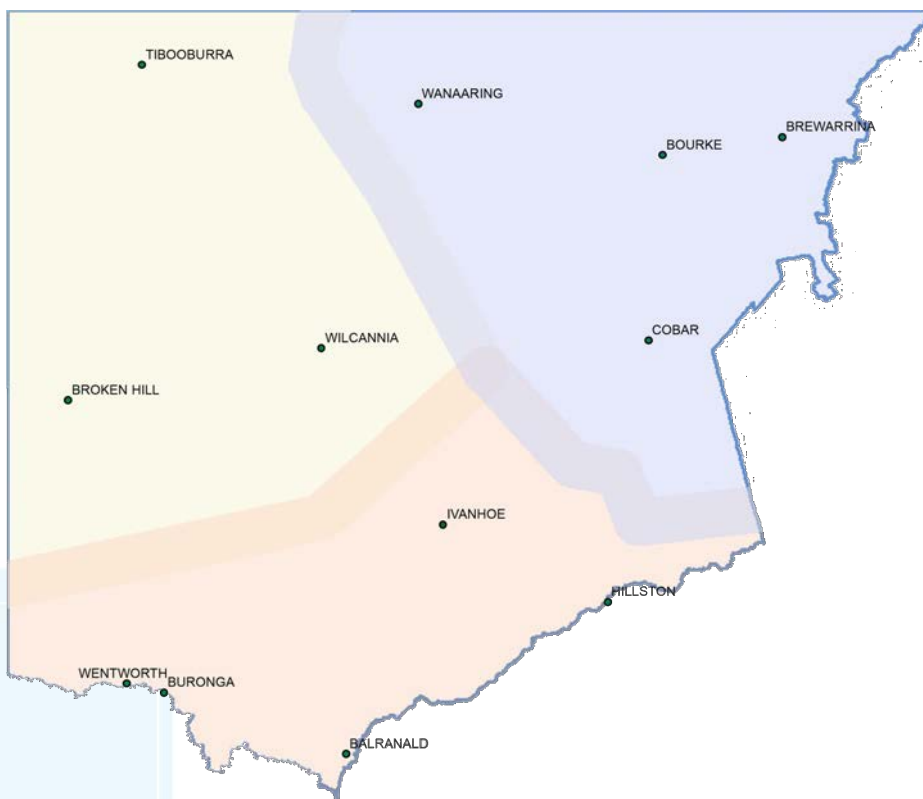 TIBOOBURRA
WANAARING
BREWARRINA
BOURKE
COBAR
WILCANNIA
BROKEN HILL
IVANHOE
HILLSTON
WENTWORTH
BURONGA
BALRANALD